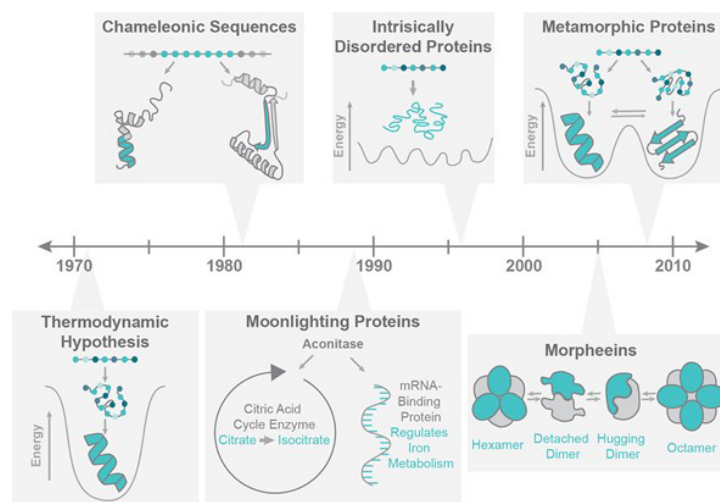 Chameleonic Sequences
Intrisically
Disordered Proteins
Energy
Metamorphic Proteins
Energy
1970
1980
1990
2000
2010
Thermodynamic
Hypothesis
Energy
Moonlighting Proteins
Aconitase
Citric Acid
Cycle Enzyme
Citrate
Isocitrate
mRNA-
Binding
Protein
Regulates
Iron
Metabolism
Morpheeins
Hexamer
Detached
Dimer
Hugging
Dimer
Octamer